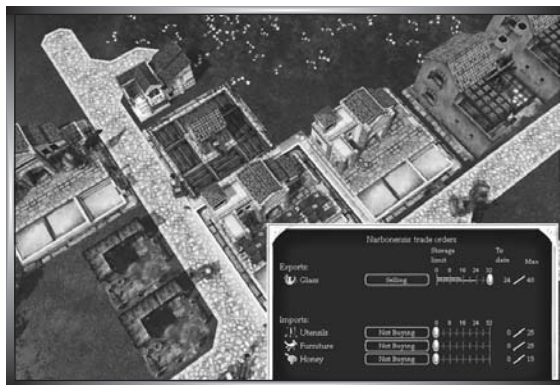 Narbonensis trade orders
Storage limit To date Max
Exports: 0 8 16 24 32
Glass Selling 24 / 40
Imports: 0 8 16 24 32
Utensils Not Buying 0 / 25
Furniture Not Buying 0 / 25
Honey Not Buying 0 / 15